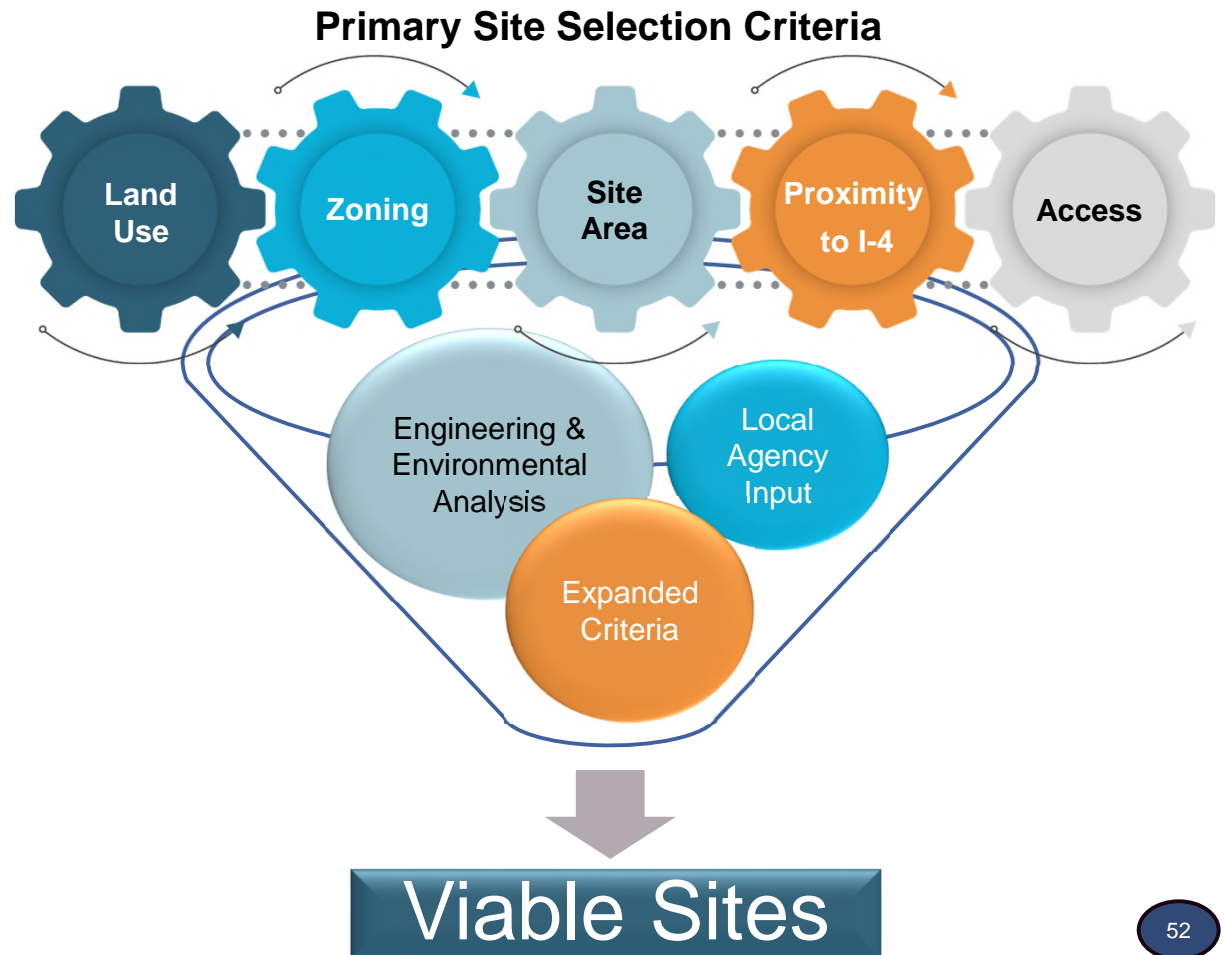 Primary Site Selection Criteria
Land
Use
Zoning
Site
Area
Proximity
to I-4
Access
Engineering &
Environmental
Analysis
Local
Agency
Input
Expanded
Criteria
Viable Sites
52